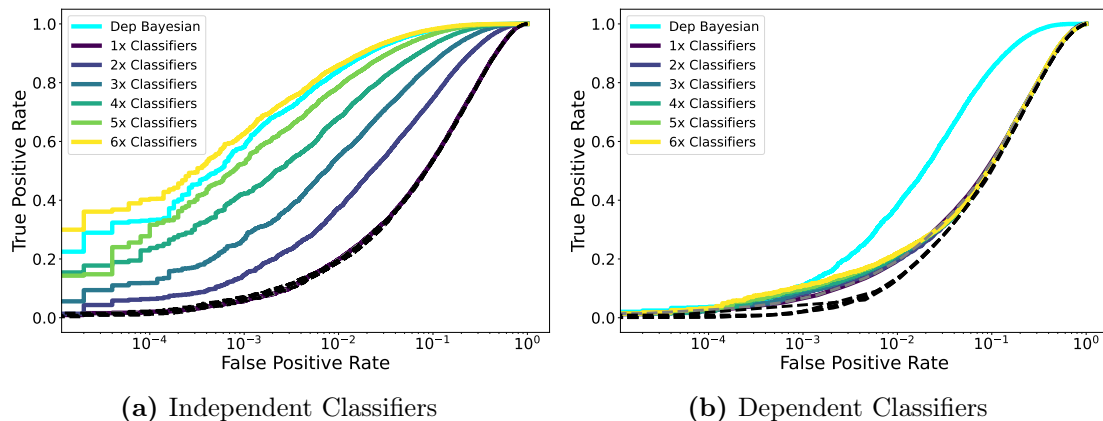 1.0
0.8
0.6
0.4
0.2
0.0
True Positive Rate
Dep Bayesian
1x Classifiers
2x Classifiers
3x Classifiers
4x Classifiers
5x Classifiers
6x Classifiers
10⁻⁴ 10⁻³ 10⁻² 10⁻¹ 10⁰
False Positive Rate
(a) Independent Classifiers
1.0
0.8
0.6
0.4
0.2
0.0
True Positive Rate
Dep Bayesian
1x Classifiers
2x Classifiers
3x Classifiers
4x Classifiers
5x Classifiers
6x Classifiers
10⁻⁴ 10⁻³ 10⁻² 10⁻¹ 10⁰
False Positive Rate
(b) Dependent Classifiers